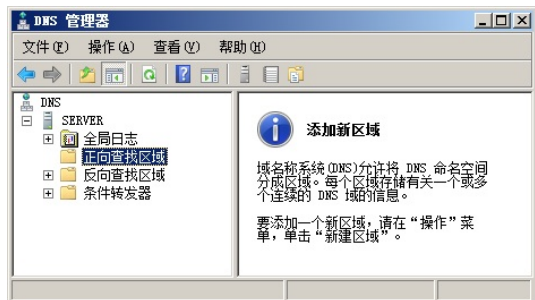 DNS 管理器
文件(F) 操作(A) 查看(V) 帮助(H)
DNS
SERVER
全局日志
正向查找区域
反向查找区域
条件转发器
添加新区域
域名称系统(DNS)允许将 DNS 命名空间
分成区域。每个区域存储有关一个或多
个连续的 DNS 域的信息。
要添加一个新区域，请在“操作”菜
单，单击“新建区域”。